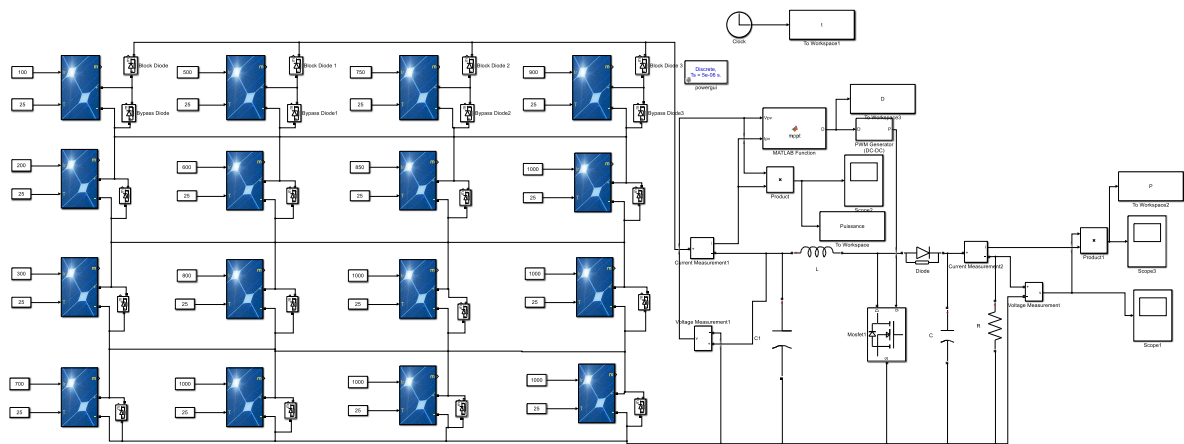 Clock
t
To Workspace1
100
25
Block Diode
Bypass Diode
500
25
Block Diode 1
Bypass Diode1
750
25
Block Diode 2
Bypass Diode2
900
25
Block Diode 3
Bypass Diode3
Discrete,
Ts = 5e-06 s.
powergui
Vpv
Ipv
mppt
D
MATLAB Function
D
To Workspace3
D
P
PWM Generator
(DC-DC)
200
25
600
25
850
25
1000
25
Product
Scope2
Puissance
To Workspace
P
To Workspace2
Product1
Scope3
300
25
800
25
1000
25
1000
25
Current Measurement1
L
Diode
Current Measurement2
Voltage Measurement
Scope1
Voltage Measurement1
C1
Mosfet1
C
R
700
25
1000
25
1000
25
1000
25